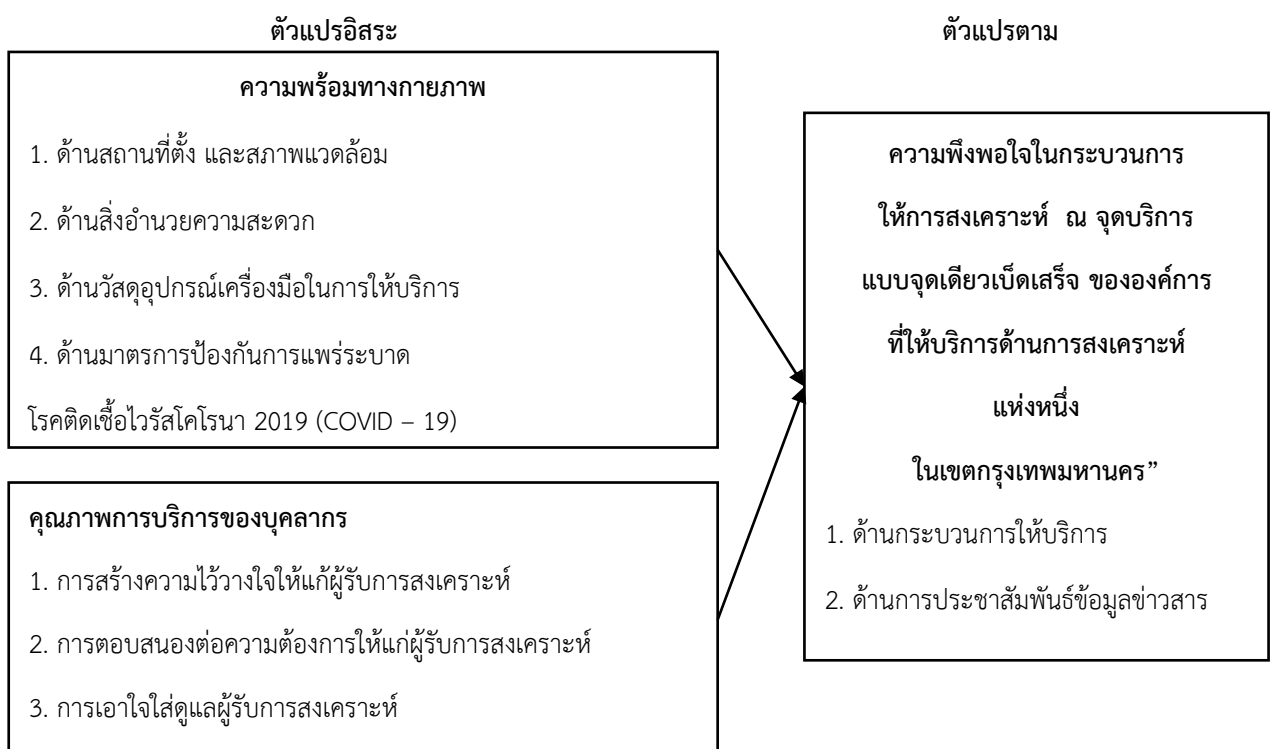 ตัวแปรอิสระ
ตัวแปรตาม
ความพร้อมทางกายภาพ
1. ด้านสถานที่ตั้ง และสภาพแวดล้อม
2. ด้านสิ่งอำนวยความสะดวก
3. ด้านวัสดุอุปกรณ์เครื่องมือในการให้บริการ
4. ด้านมาตรการป้องกันการแพร่ระบาด
โรคติดเชื้อไวรัสโคโรนา 2019 (COVID – 19)
คุณภาพการบริการของบุคลากร
1. การสร้างความไว้วางใจให้แก้ผู้รับการสงเคราะห์
2. การตอบสนองต่อความต้องการให้แก่ผู้รับการสงเคราะห์
3. การเอาใจใส่ดูแลผู้รับการสงเคราะห์
ความพึงพอใจในกระบวนการ
ให้การสงเคราะห์ ณ จุดบริการ
แบบจุดเดียวเบ็ดเสร็จ ขององค์การ
ที่ให้บริการด้านการสงเคราะห์
แห่งหนึ่ง
ในเขตกรุงเทพมหานคร”
1. ด้านกระบวนการให้บริการ
2. ด้านการประชาสัมพันธ์ข้อมูลข่าวสาร